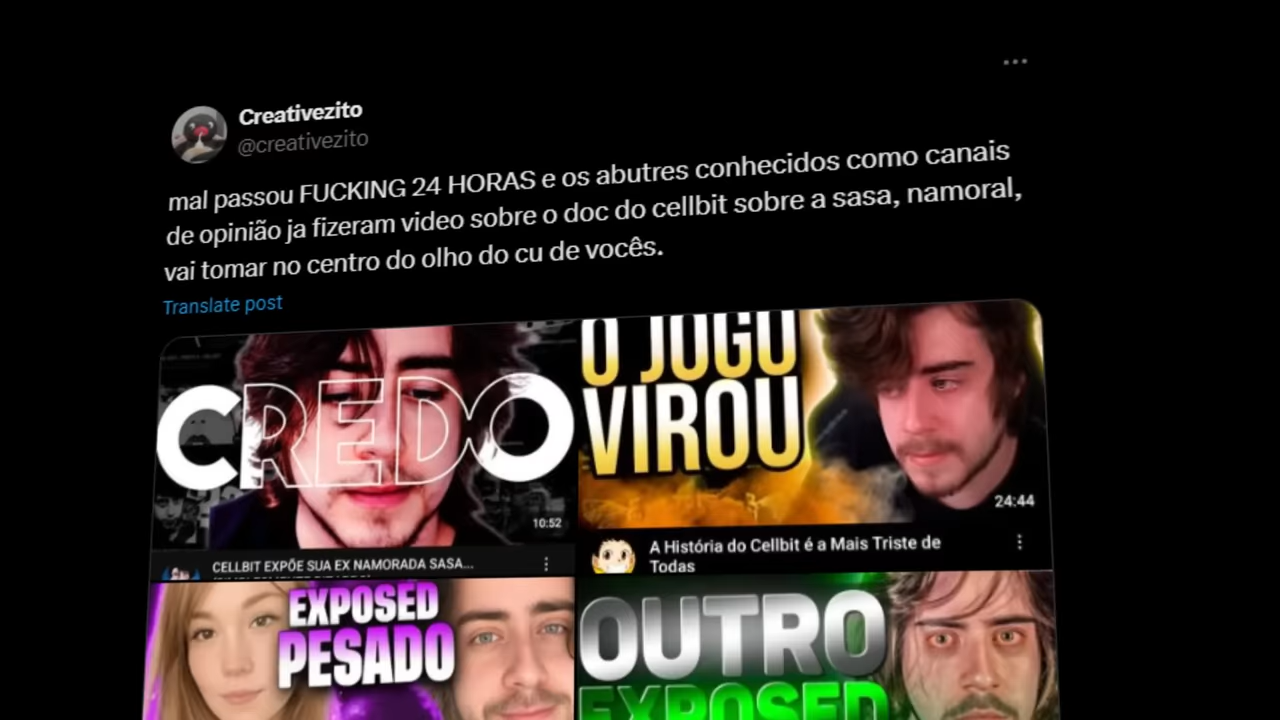 Creativezito
@creativezito
mal passou FUCKING 24 HORAS e os abutres conhecidos como canais
de opinião ja fizeram video sobre o doc do cellbit sobre a sasa, namoral,
vai tomar no centro do olho do cu de vocês.
Translate post
CREDO
10:52
CELLBIT EXPÕE SUA EX NAMORADA SASA...
O JOGO
VIROU
24:44
A História do Cellbit é a Mais Triste de
Todas
EXPOSED
PESADO
OUTRO
EXPOSED